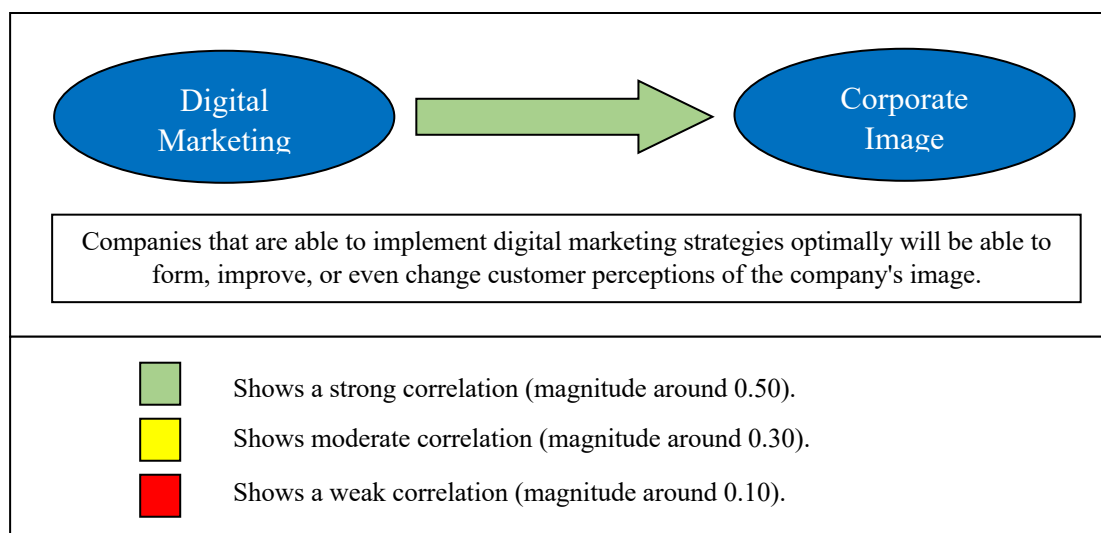 Digital
Marketing
Corporate
Image
Companies that are able to implement digital marketing strategies optimally will be able to
form, improve, or even change customer perceptions of the company's image.
Shows a strong correlation (magnitude around 0.50).
Shows moderate correlation (magnitude around 0.30).
Shows a weak correlation (magnitude around 0.10).